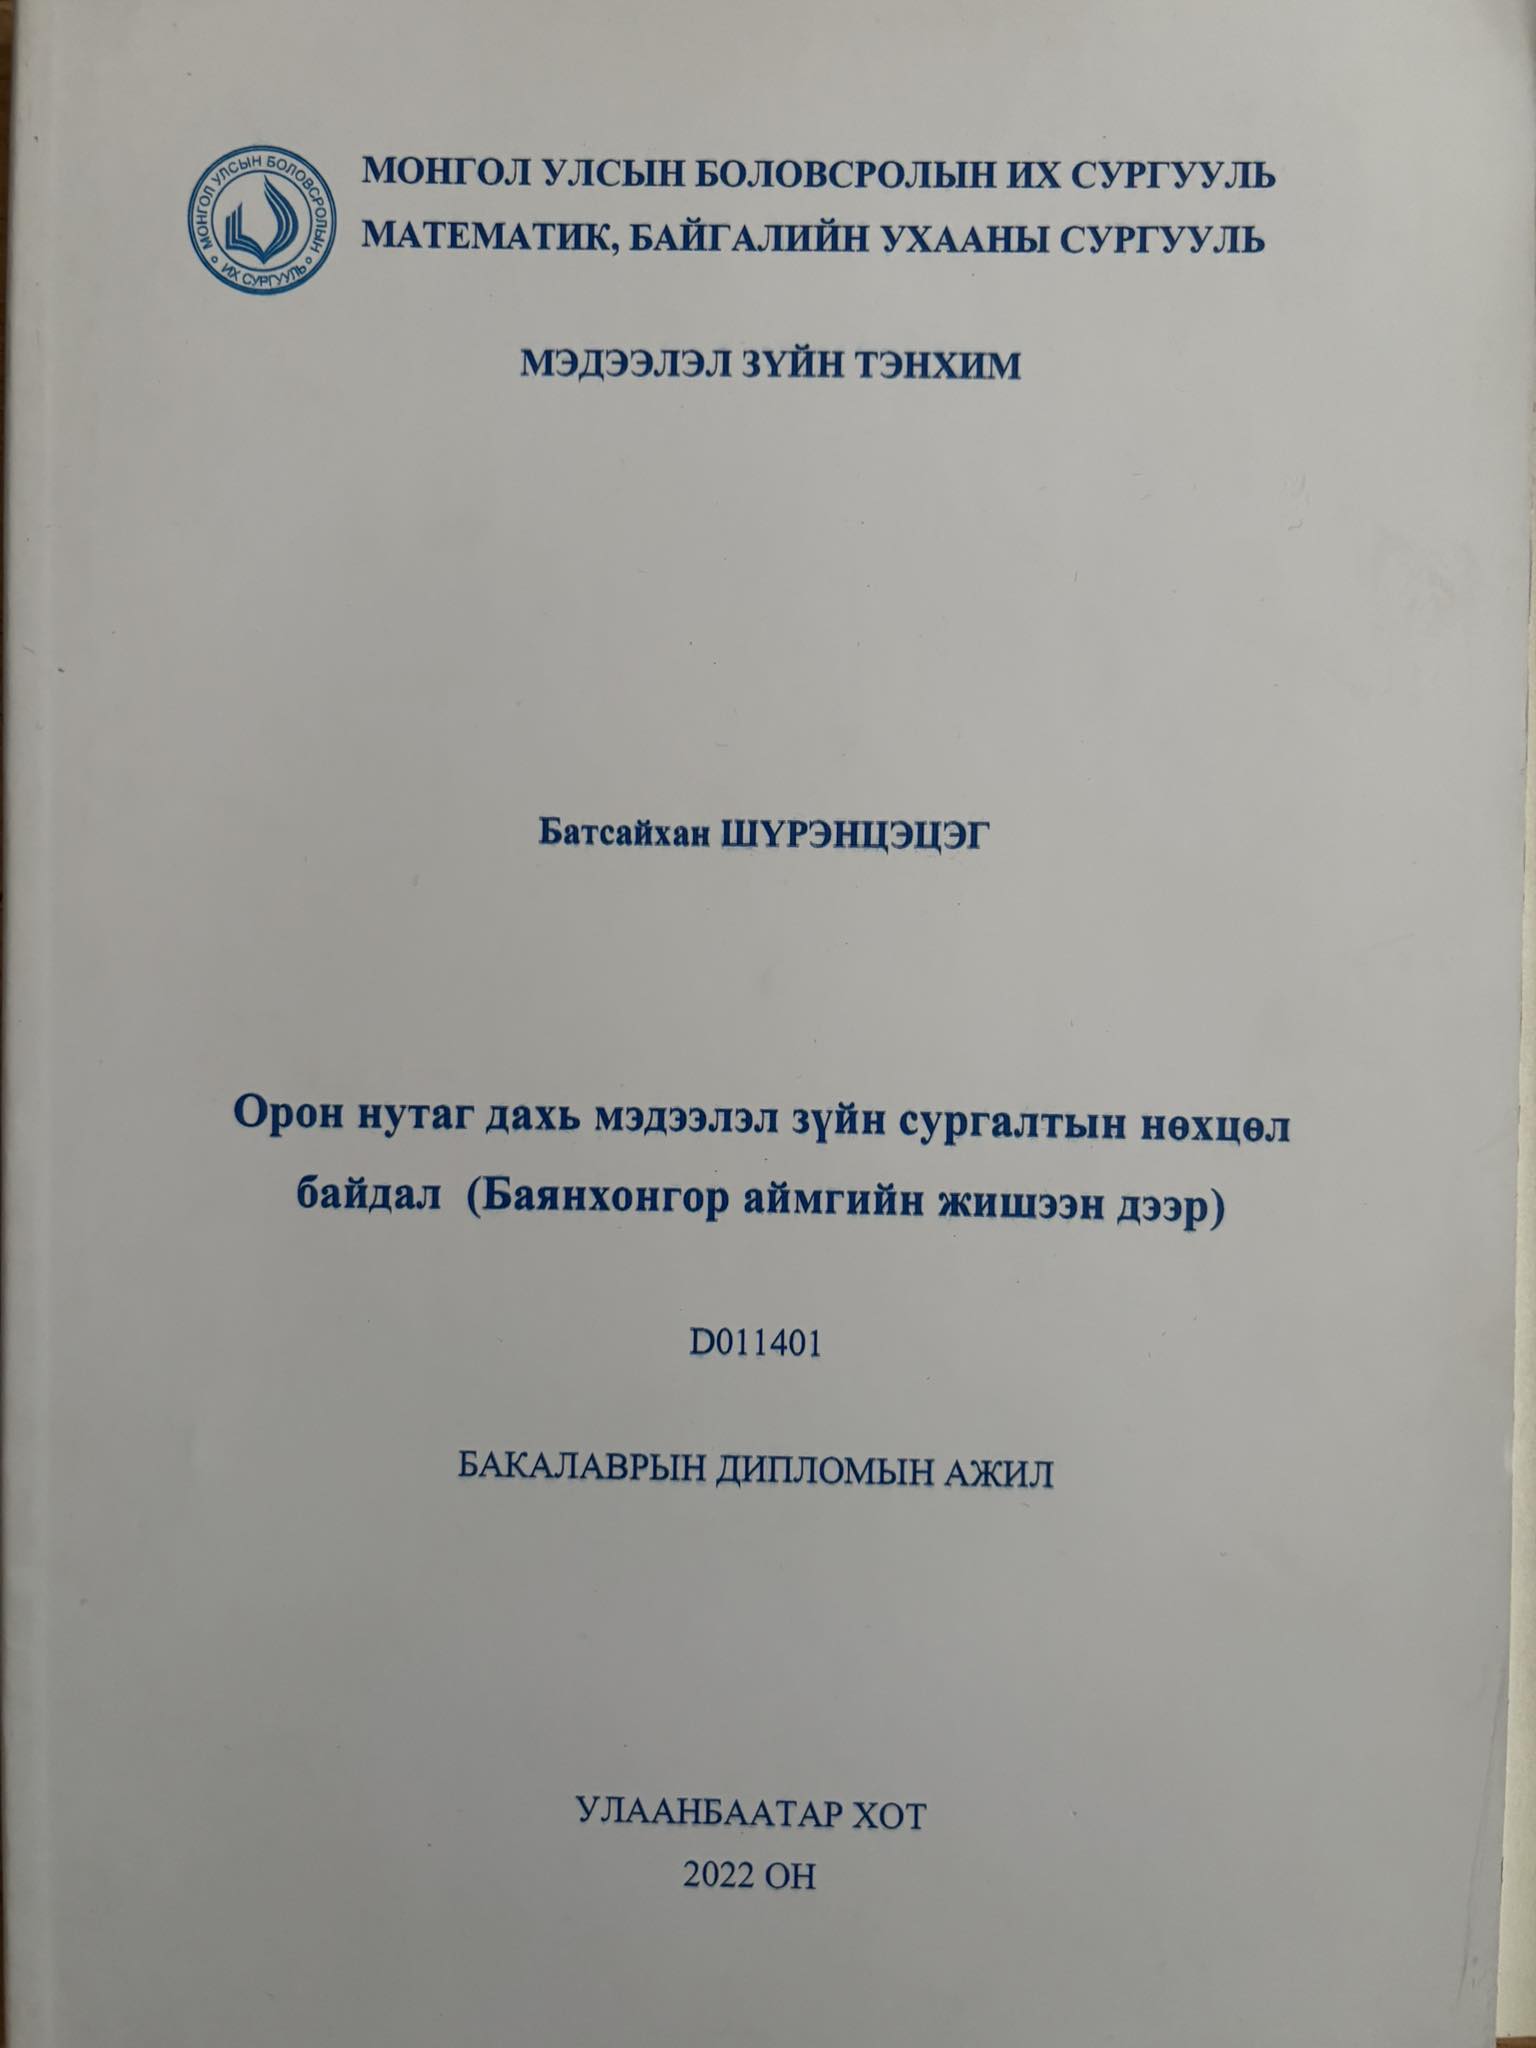 МОНГОЛ УЛСЫН БОЛОВСРОЛЫН ИХ СУРГУУЛЬ
МОНГОЛ УЛСЫН БОЛОВСРОЛЫН ИХ СУРГУУЛЬ
МАТЕМАТИК, БАЙГАЛИЙН УХААНЫ СУРГУУЛЬ
МЭДЭЭЛЭЛ ЗҮЙН ТЭНХИМ
Батсайхан ШҮРЭНЦЭЦЭГ
Орон нутаг дахь мэдээлэл зүйн сургалтын нөхцөл
байдал (Баянхонгор аймгийн жишээн дээр)
D011401
БАКАЛАВРЫН ДИПЛОМЫН АЖИЛ
УЛААНБААТАР ХОТ
2022 ОН